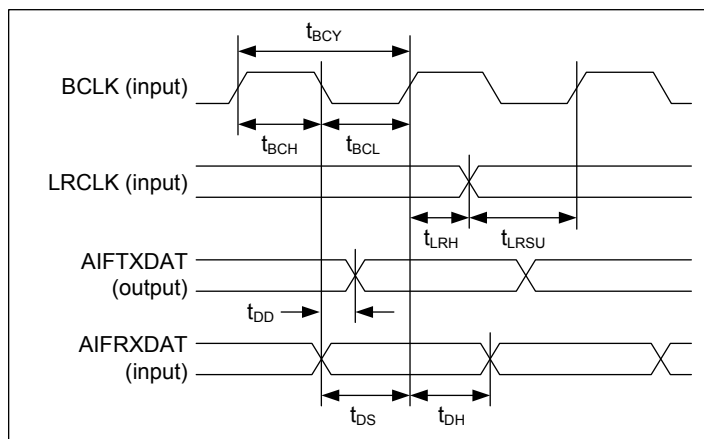 tBCY
BCLK (input)
tBCH
tBCL
LRCLK (input)
tLRH
tLRSU
AIFTXDAT
(output)
tDD
AIFRXDAT
(input)
tDS
tDH